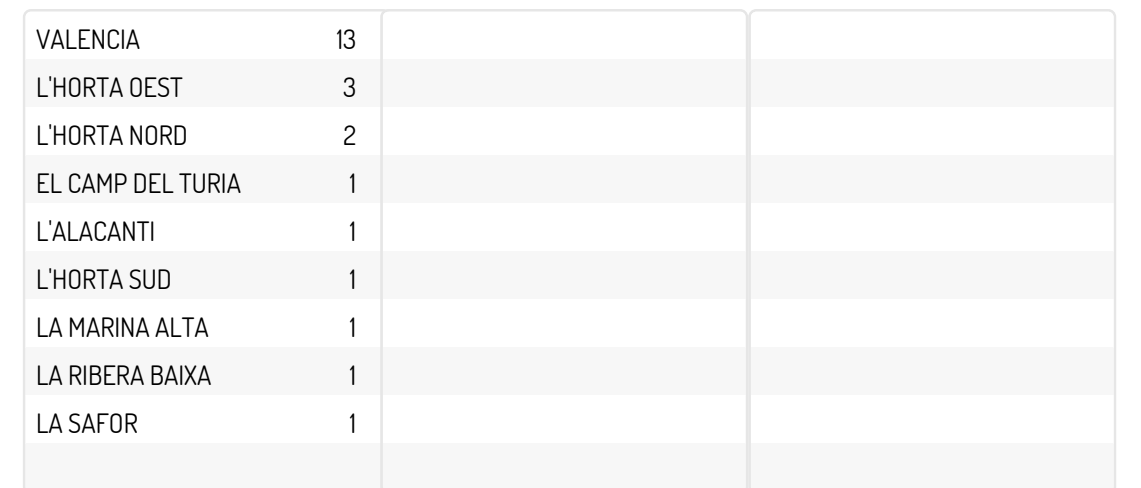 VALENCIA 13
L'HORTA OEST 3
L'HORTA NORD 2
EL CAMP DEL TURIA 1
L'ALACANTI 1
L'HORTA SUD 1
LA MARINA ALTA 1
LA RIBERA BAIXA 1
LA SAFOR 1